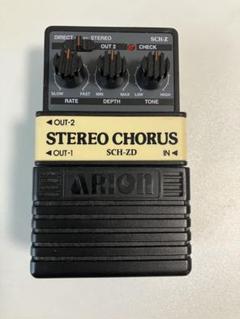 DIRECT STEREO SCH-Z
OUT 2 CHECK
SLOW FAST MIN MAX LOW HIGH
RATE DEPTH TONE
OUT-2
STEREO CHORUS
OUT-1 SCH-ZD IN
ARION